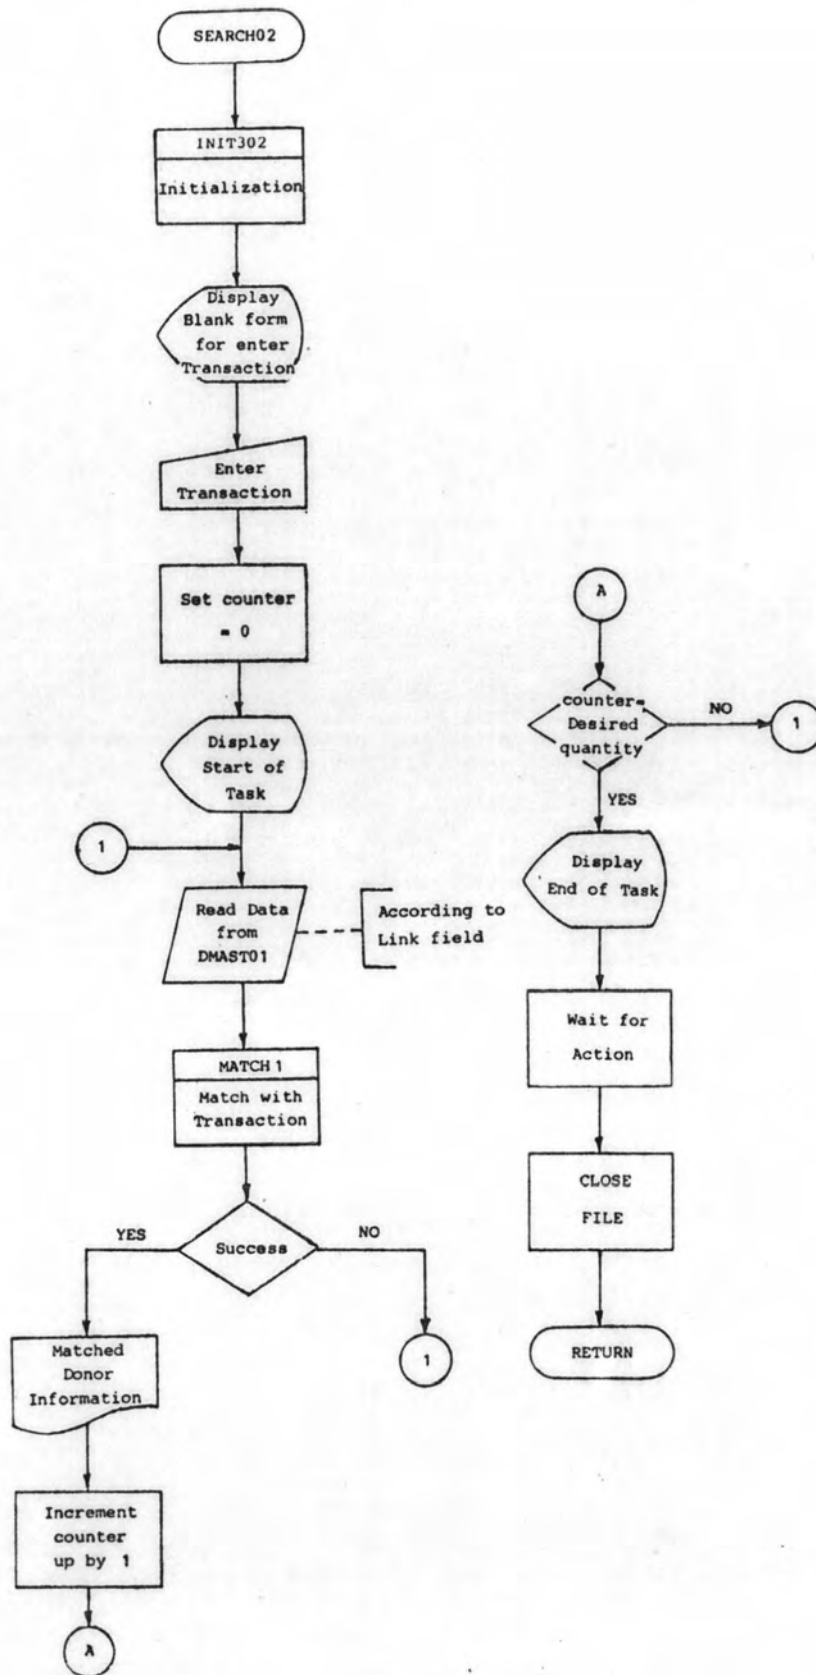 SEARCH02
INIT302
Initialization
Display
Blank form
for enter
Transaction
Enter
Transaction
Set counter
= 0
Display
Start of
Task
1
Read Data
from
DMAST01
According to
Link field
MATCH1
Match with
Transaction
Success
YES
NO
1
Matched
Donor
Information
Increment
counter
up by 1
A
A
counter=
Desired
quantity
NO
1
YES
Display
End of Task
Wait for
Action
CLOSE
FILE
RETURN